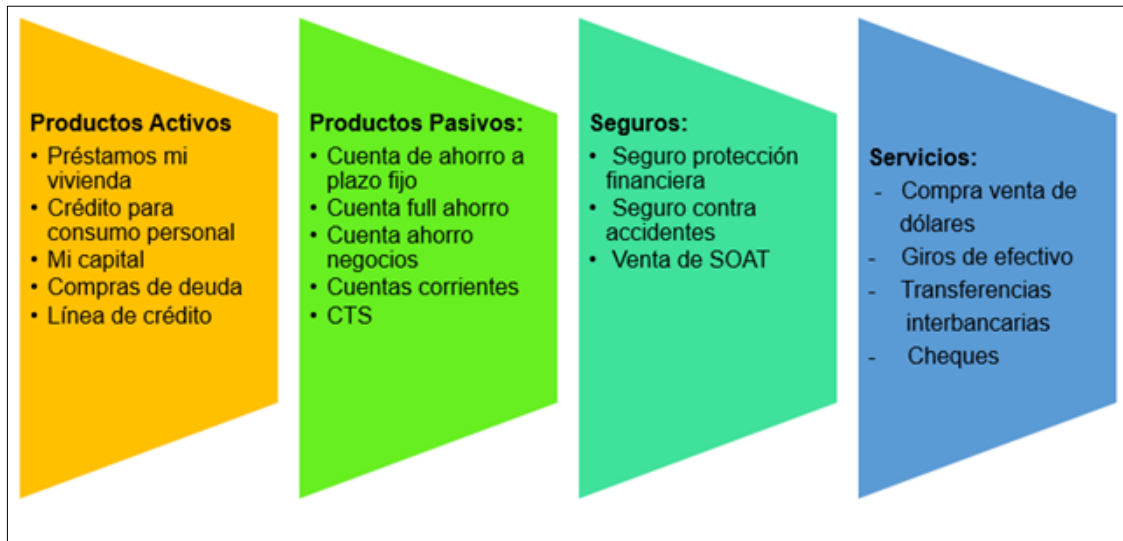 Productos Activos
• Préstamos mi
vivienda
• Crédito para
consumo personal
• Mi capital
• Compras de deuda
• Línea de crédito
Productos Pasivos:
• Cuenta de ahorro a
plazo fijo
• Cuenta full ahorro
• Cuenta ahorro
negocios
• Cuentas corrientes
• CTS
Seguros:
• Seguro protección
financiera
• Seguro contra
accidentes
• Venta de SOAT
Servicios:
- Compra venta de
dólares
- Giros de efectivo
- Transferencias
interbancarias
- Cheques